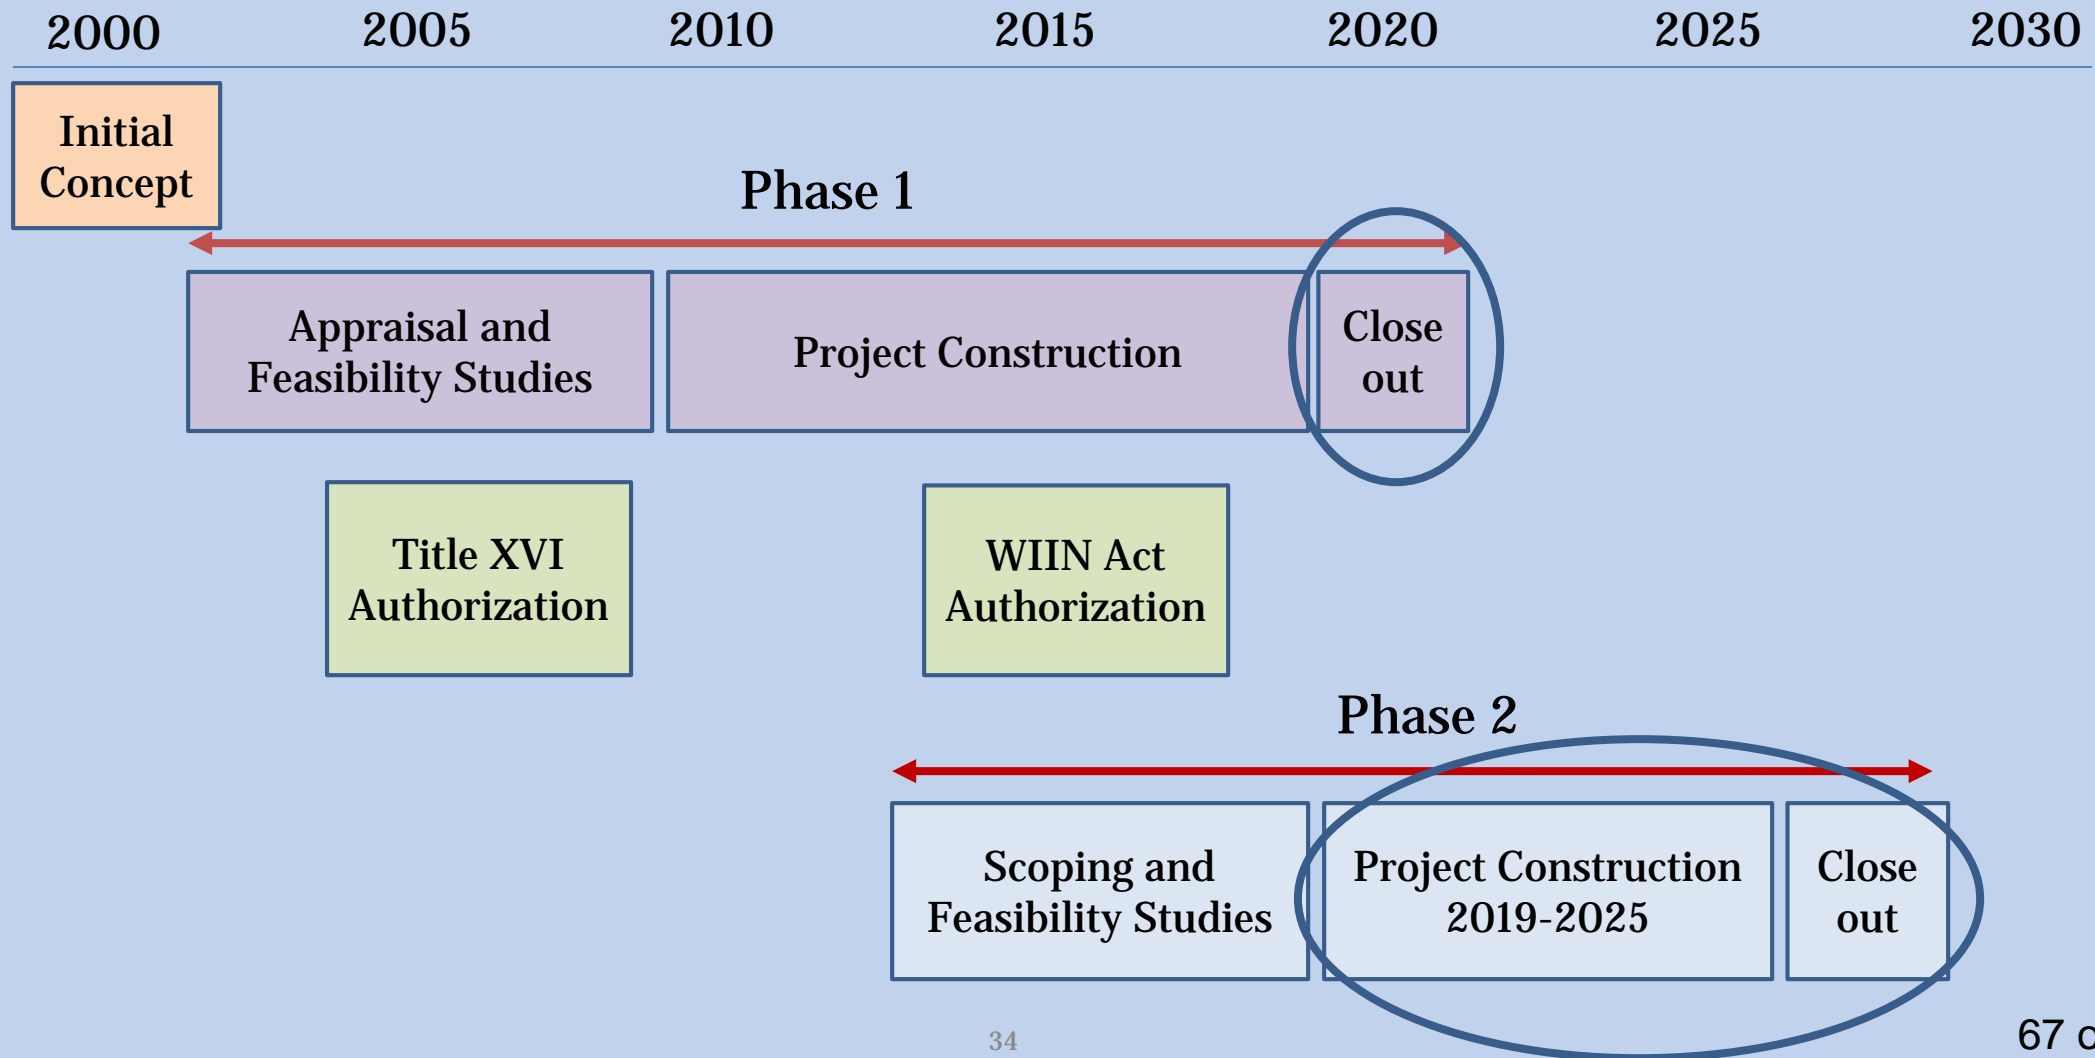 2000 2005 2010 2015 2020 2025 2030
Initial
Concept
Phase 1
Appraisal and
Feasibility Studies
Project Construction
Close
out
Title XVI
Authorization
WIIN Act
Authorization
Phase 2
Scoping and
Feasibility Studies
Project Construction
2019-2025
Close
out
34
67 o